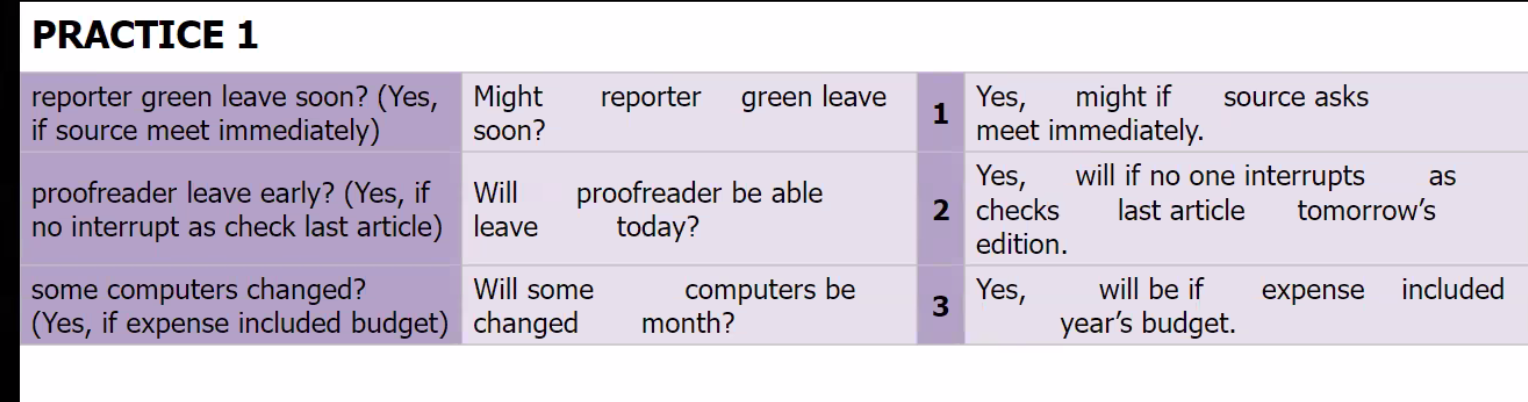 PRACTICE 1
reporter green leave soon? (Yes,
if source meet immediately)
Might reporter green leave
soon?
1
Yes, might if source asks
meet immediately.
proofreader leave early? (Yes, if
no interrupt as check last article)
Will proofreader be able
leave today?
2
Yes, will if no one interrupts as
checks last article tomorrow's
edition.
some computers changed?
(Yes, if expense included budget)
Will some computers be
changed month?
3
Yes, will be if expense included
year's budget.